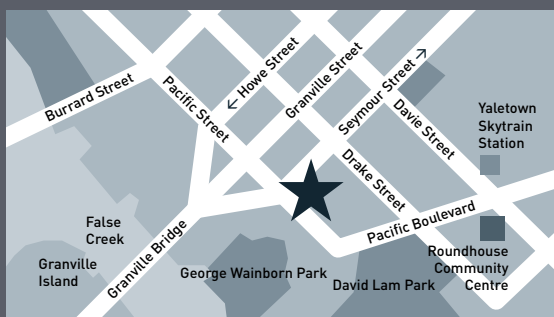 Howe Street
Granville Street
Seymour Street
Burrard Street
Pacific Street
Davie Street
Yaletown
Skytrain
Station
Drake Street
False
Creek
Granville Bridge
Pacific Boulevard
Granville
Island
George Wainborn Park
David Lam Park
Roundhouse
Community
Centre